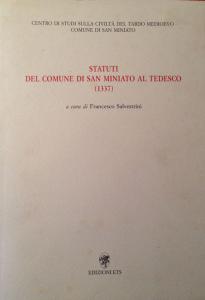 CENTRO DI STUDI SULLA CIVILTÀ DEL TARDO MEDIOEVO
COMUNE DI SAN MINIATO
STATUTI
DEL COMUNE DI SAN MINIATO AL TEDESCO
(1337)
a cura di Francesco Salvestrini
EDIZIONI ETS